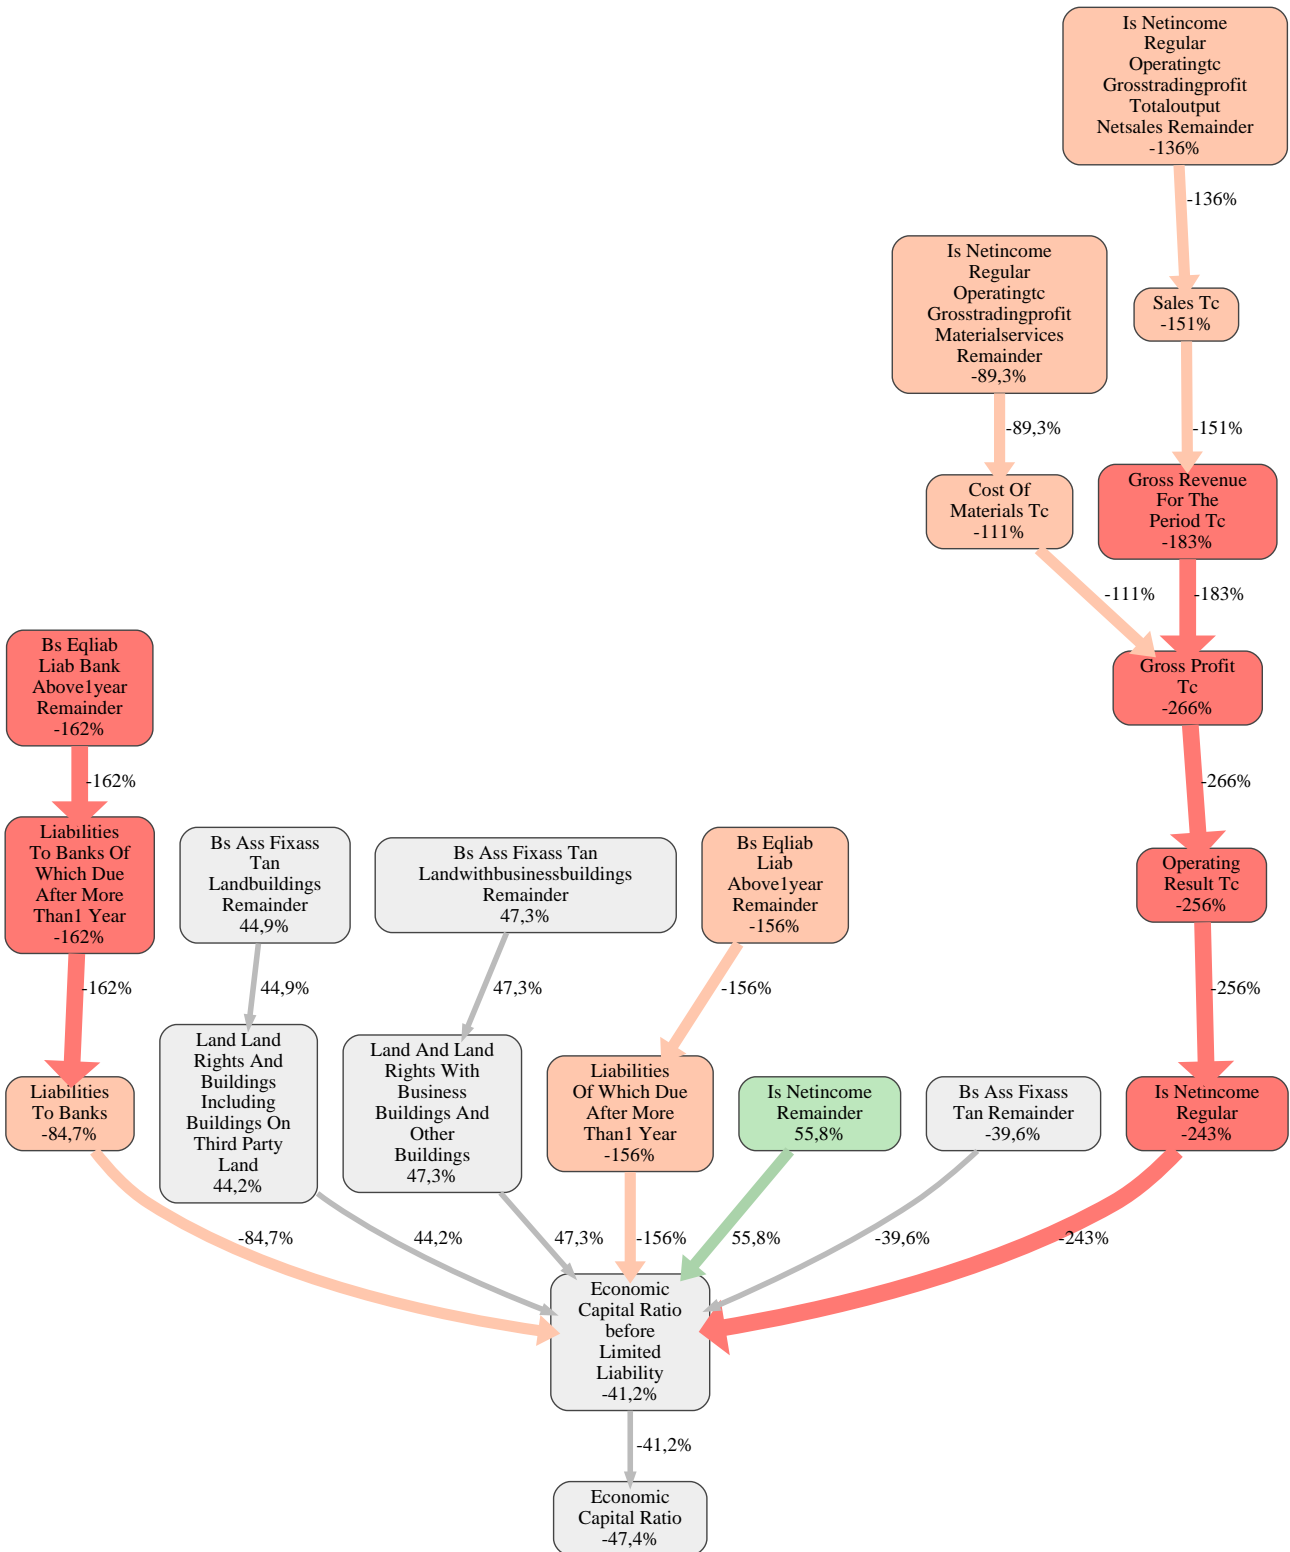 Is Netincome
Regular
Operatingtc
Grosstradingprofit
Totaloutput
Netsales Remainder
-136%
-136%
Is Netincome
Regular
Operatingtc
Grosstradingprofit
Materialservices
Remainder
-89,3%
Sales Tc
-151%
-89,3%
-151%
Cost Of
Materials Tc
-111%
Gross Revenue
For The
Period Tc
-183%
-111%
-183%
Bs Eqliab
Liab Bank
Above1year
Remainder
-162%
Gross Profit
Tc
-266%
-162%
-266%
Liabilities
To Banks Of
Which Due
After More
Than1 Year
-162%
Bs Ass Fixass
Tan
Landbuildings
Remainder
44,9%
Bs Ass Fixass Tan
Landwithbusinessbuildings
Remainder
47,3%
Bs Eqliab
Liab
Above1year
Remainder
-156%
Operating
Result Tc
-256%
-162%
44,9%
47,3%
-156%
-256%
Liabilities
To Banks
-84,7%
Land Land
Rights And
Buildings
Including
Buildings On
Third Party
Land
44,2%
Land And Land
Rights With
Business
Buildings And
Other
Buildings
47,3%
Liabilities
Of Which Due
After More
Than1 Year
-156%
Is Netincome
Remainder
55,8%
Bs Ass Fixass
Tan Remainder
-39,6%
Is Netincome
Regular
-243%
-84,7%
44,2%
47,3%
-156%
55,8%
-39,6%
-243%
Economic
Capital Ratio
before
Limited
Liability
-41,2%
-41,2%
Economic
Capital Ratio
-47,4%